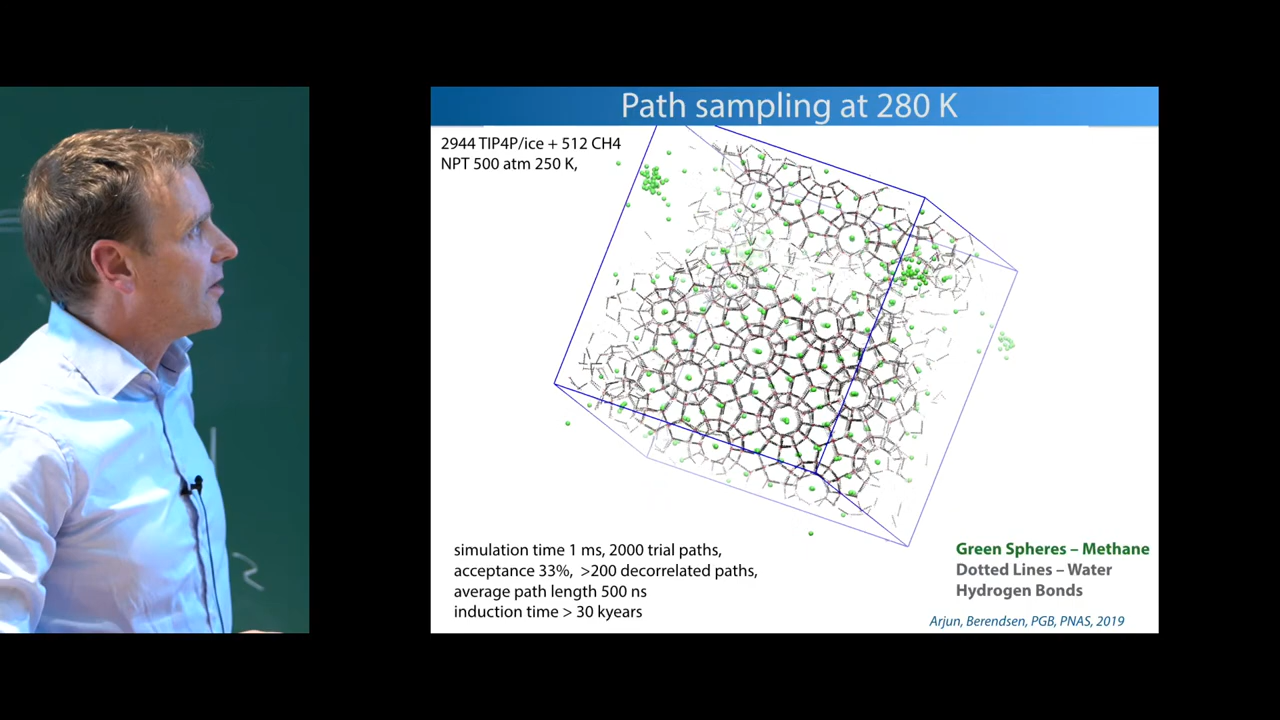 Path sampling at 280 K
2944 TIP4P/ice + 512 CH4
NPT 500 atm 250 K,
simulation time 1 ms, 2000 trial paths,
acceptance 33%, >200 decorrelated paths,
average path length 500 ns
induction time > 30 kyears
Green Spheres – Methane
Dotted Lines – Water
Hydrogen Bonds
Arjun, Berendsen, PGB, PNAS, 2019